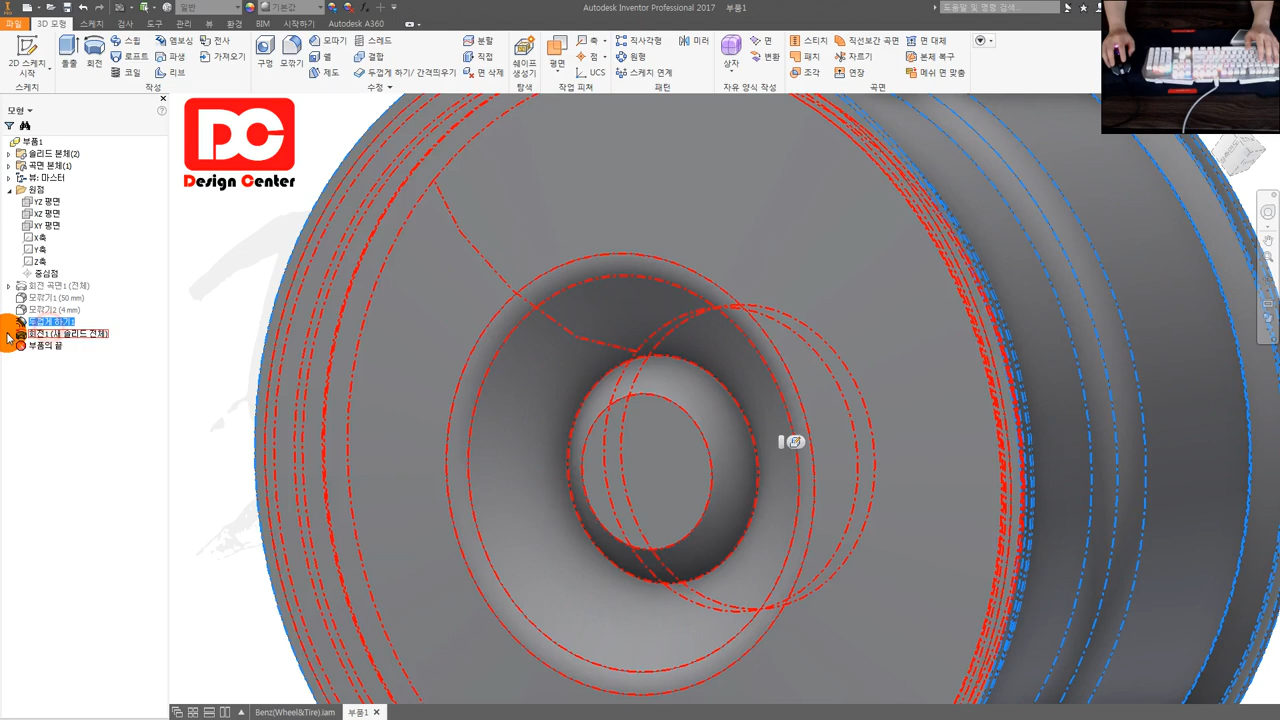 PRO
일반
기본값
Autodesk Inventor Professional 2017 부품1
도움말 및 명령 검색...
파일 3D 모형 스케치 검사 도구 관리 뷰 환경 BIM 시작하기 Autodesk A360
2D 스케치 시작
스케치
돌출 회전 스윕 로프트 코일 엠보싱 파생 리브 전사 가져오기
작성
구멍 모깎기 모따기 쉘 제도 스레드 결합 두껍게 하기/ 간격띄우기 분할 면 삭제
수정
쉐이프 생성기
탐색
평면 축 점 UCS
작업 피쳐
직사각형 원형 스케치 연계 미러
패턴
상자 면 변환
자유 양식 작성
스티치 패치 조각 직선보간 곡면 자르기 연장 면 대체 본체 복구 메쉬 면 맞춤
곡면
모형
부품1
솔리드 본체(2)
곡면 본체(1)
뷰: 마스터
원점
YZ 평면
XZ 평면
XY 평면
X축
Y축
Z축
중심점
회전 곡면1 (전체)
모깎기1 (50 mm)
모깎기2 (4 mm)
회전1 (새 솔리드 전체)
부품의 끝
DC
Design Center
Benz(Wheel&Tire).iam 부품1